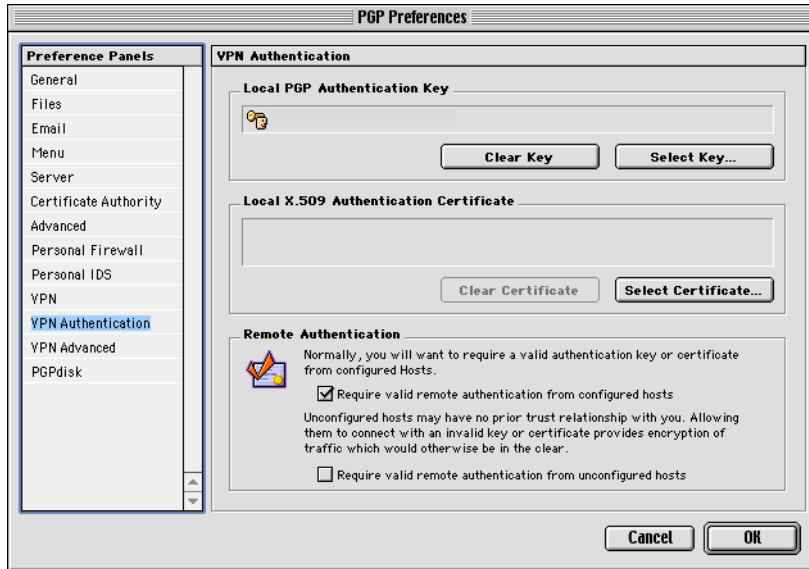 PGP Preferences
Preference Panels
General
Files
Email
Menu
Server
Certificate Authority
Advanced
Personal Firewall
Personal IDS
VPN
VPN Authentication
VPN Advanced
PGPdisk
VPN Authentication
Local PGP Authentication Key
Clear Key
Select Key...
Local X.509 Authentication Certificate
Clear Certificate
Select Certificate...
Remote Authentication
Normally, you will want to require a valid authentication key or certificate
from configured Hosts.
Require valid remote authentication from configured hosts
Unconfigured hosts may have no prior trust relationship with you. Allowing
them to connect with an invalid key or certificate provides encryption of
traffic which would otherwise be in the clear.
Require valid remote authentication from unconfigured hosts
Cancel
OK